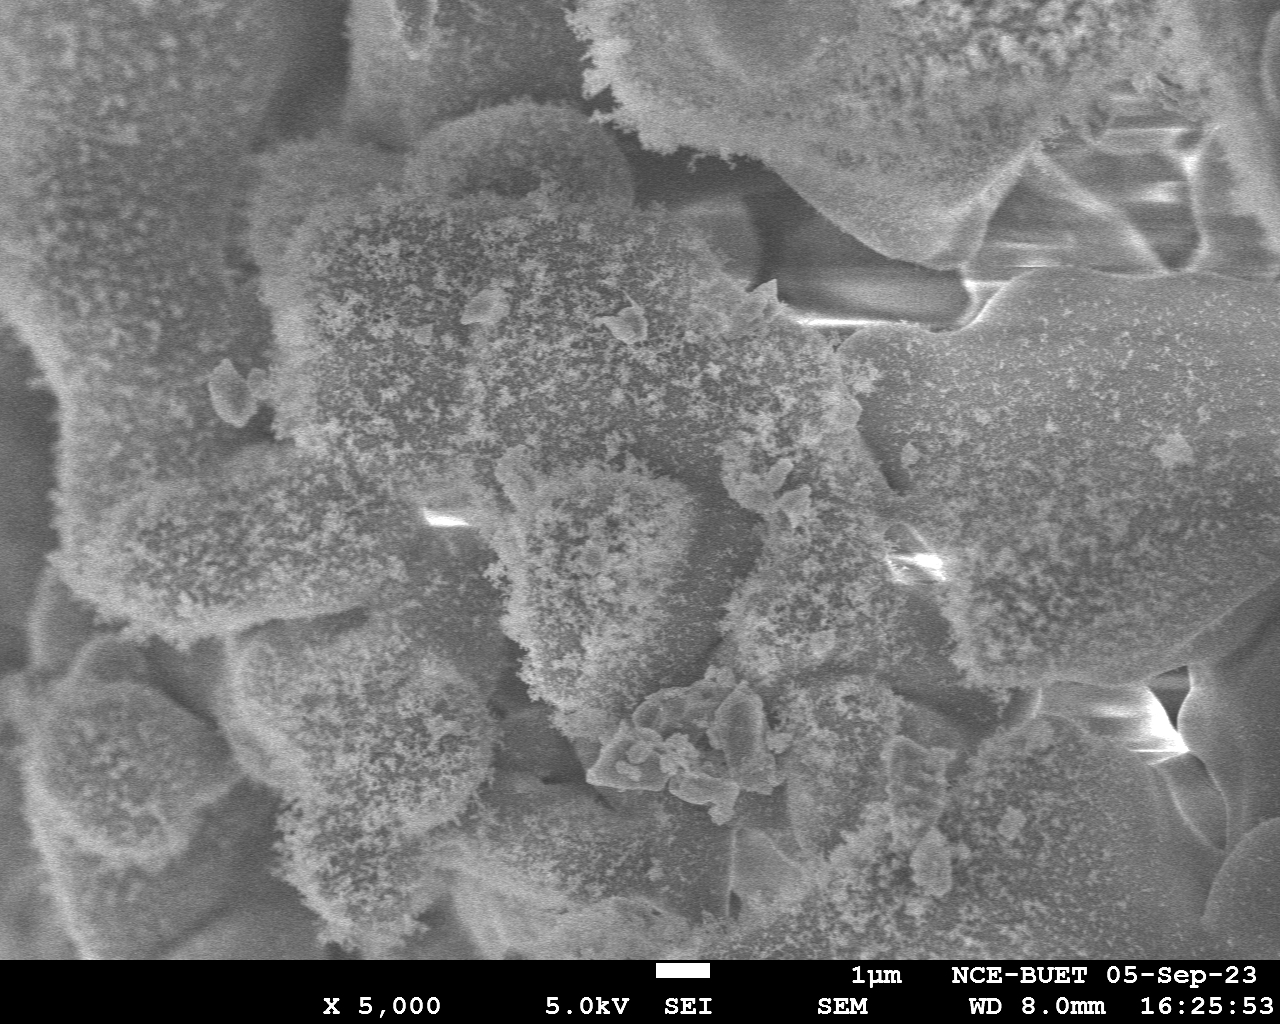 1µm NCE-BUET 05-Sep-23
X 5,000 5.0kV SEI SEM WD 8.0mm 16:25:53